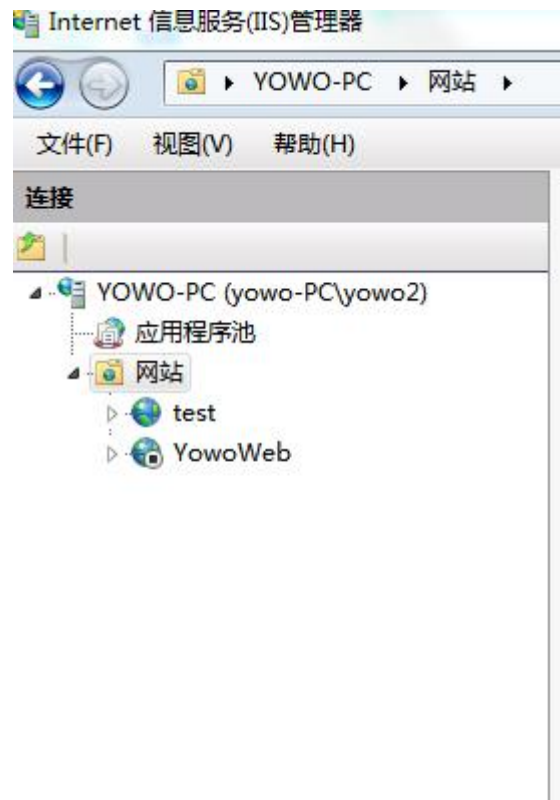 Internet 信息服务(IIS)管理器
YOWO-PC 网站
文件(F) 视图(V) 帮助(H)
连接
YOWO-PC (yowo-PC\yowo2)
应用程序池
网站
test
YowoWeb